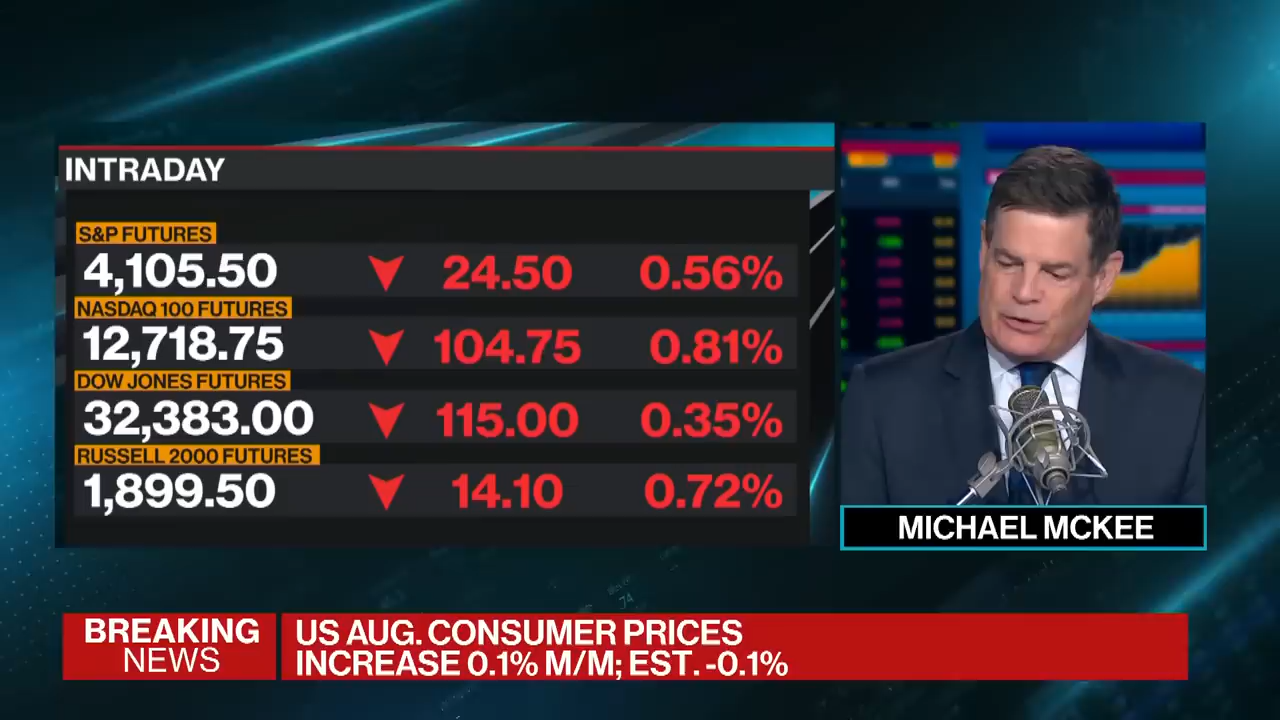 INTRADAY
S&P FUTURES
4,105.50 24.50 0.56%
NASDAQ 100 FUTURES
12,718.75 104.75 0.81%
DOW JONES FUTURES
32,383.00 115.00 0.35%
RUSSELL 2000 FUTURES
1,899.50 14.10 0.72%
MICHAEL MCKEE
BREAKING NEWS
US AUG. CONSUMER PRICES
INCREASE 0.1% M/M; EST. -0.1%